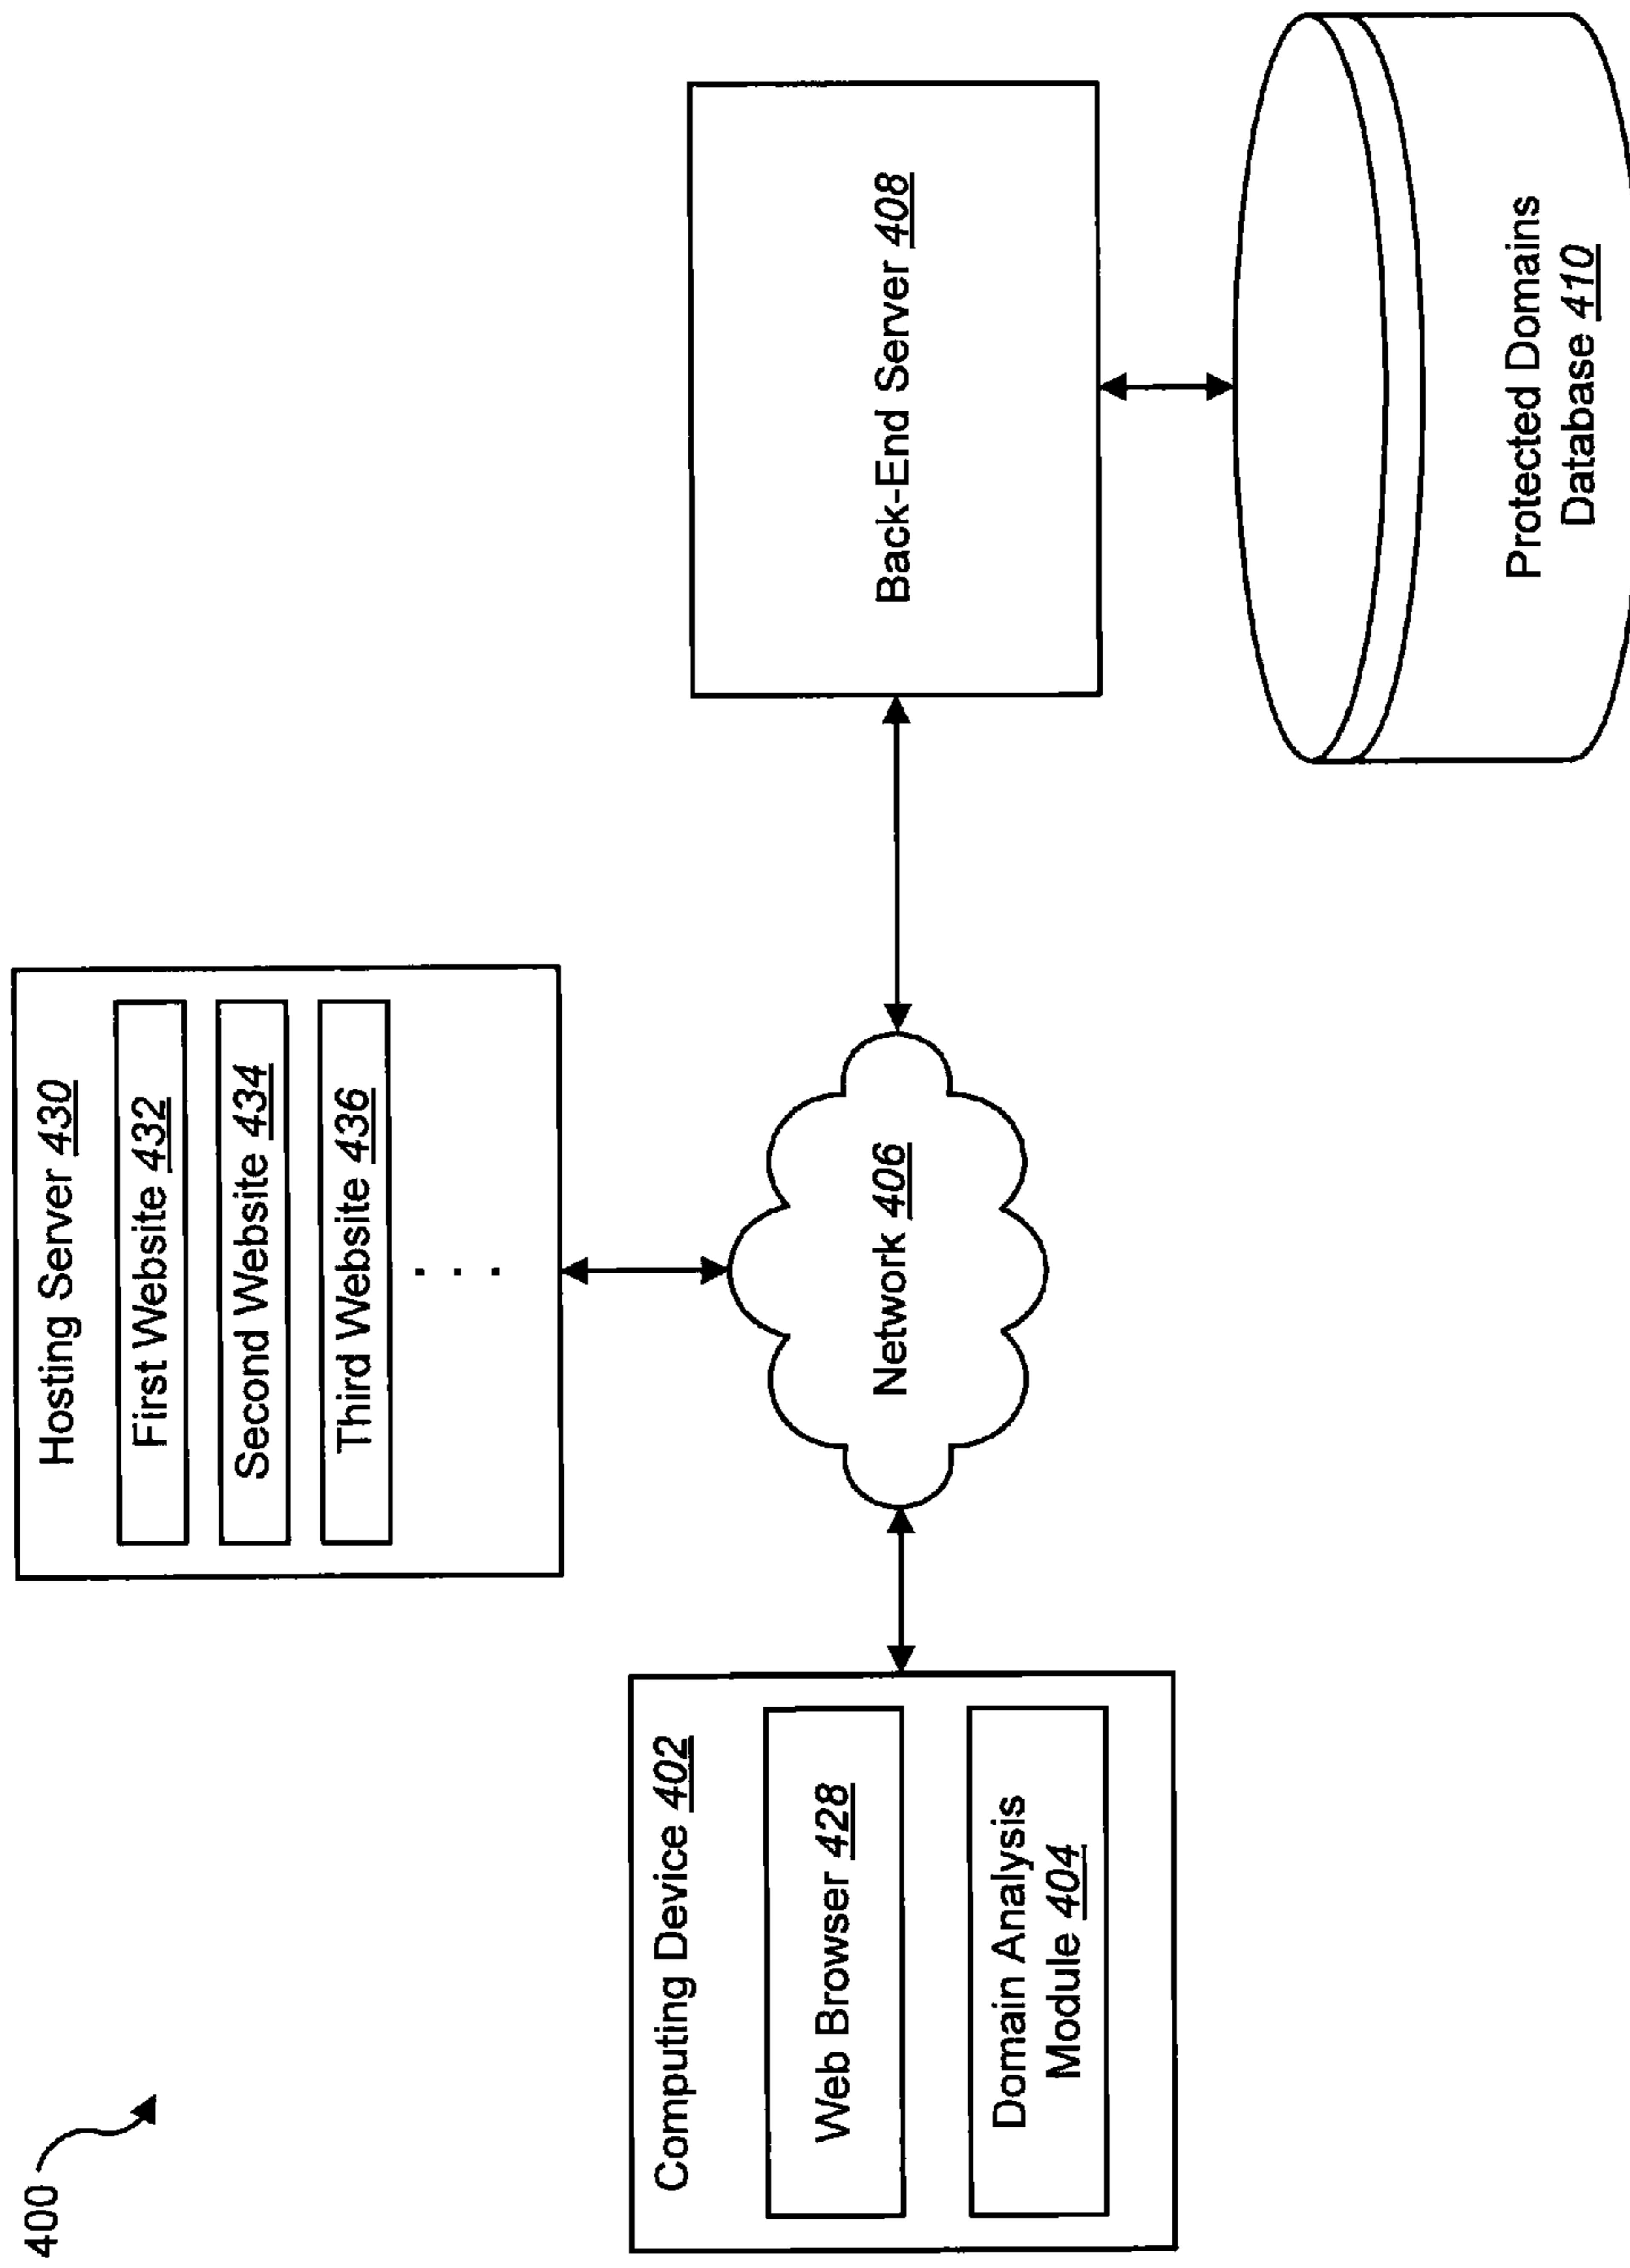 400
Hosting Server 430
First Website 432
Second Website 434
Third Website 436
. . .
Computing Device 402
Web Browser 428
Domain Analysis
Module 404
Network 406
Back-End Server 408
Protected Domains
Database 410